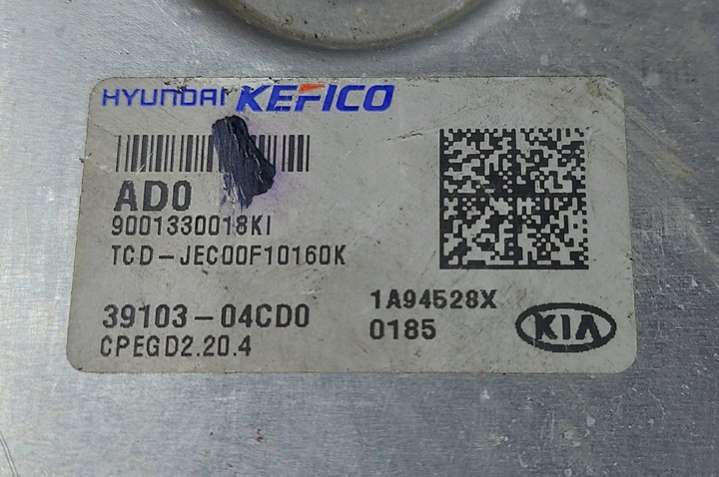 HYUNDAI KEFICO
AD0
9001330018KI
TCD-JEC00F10160K
39103-04CD0
CPEGD2.20.4
1A94528X
0185
KIA